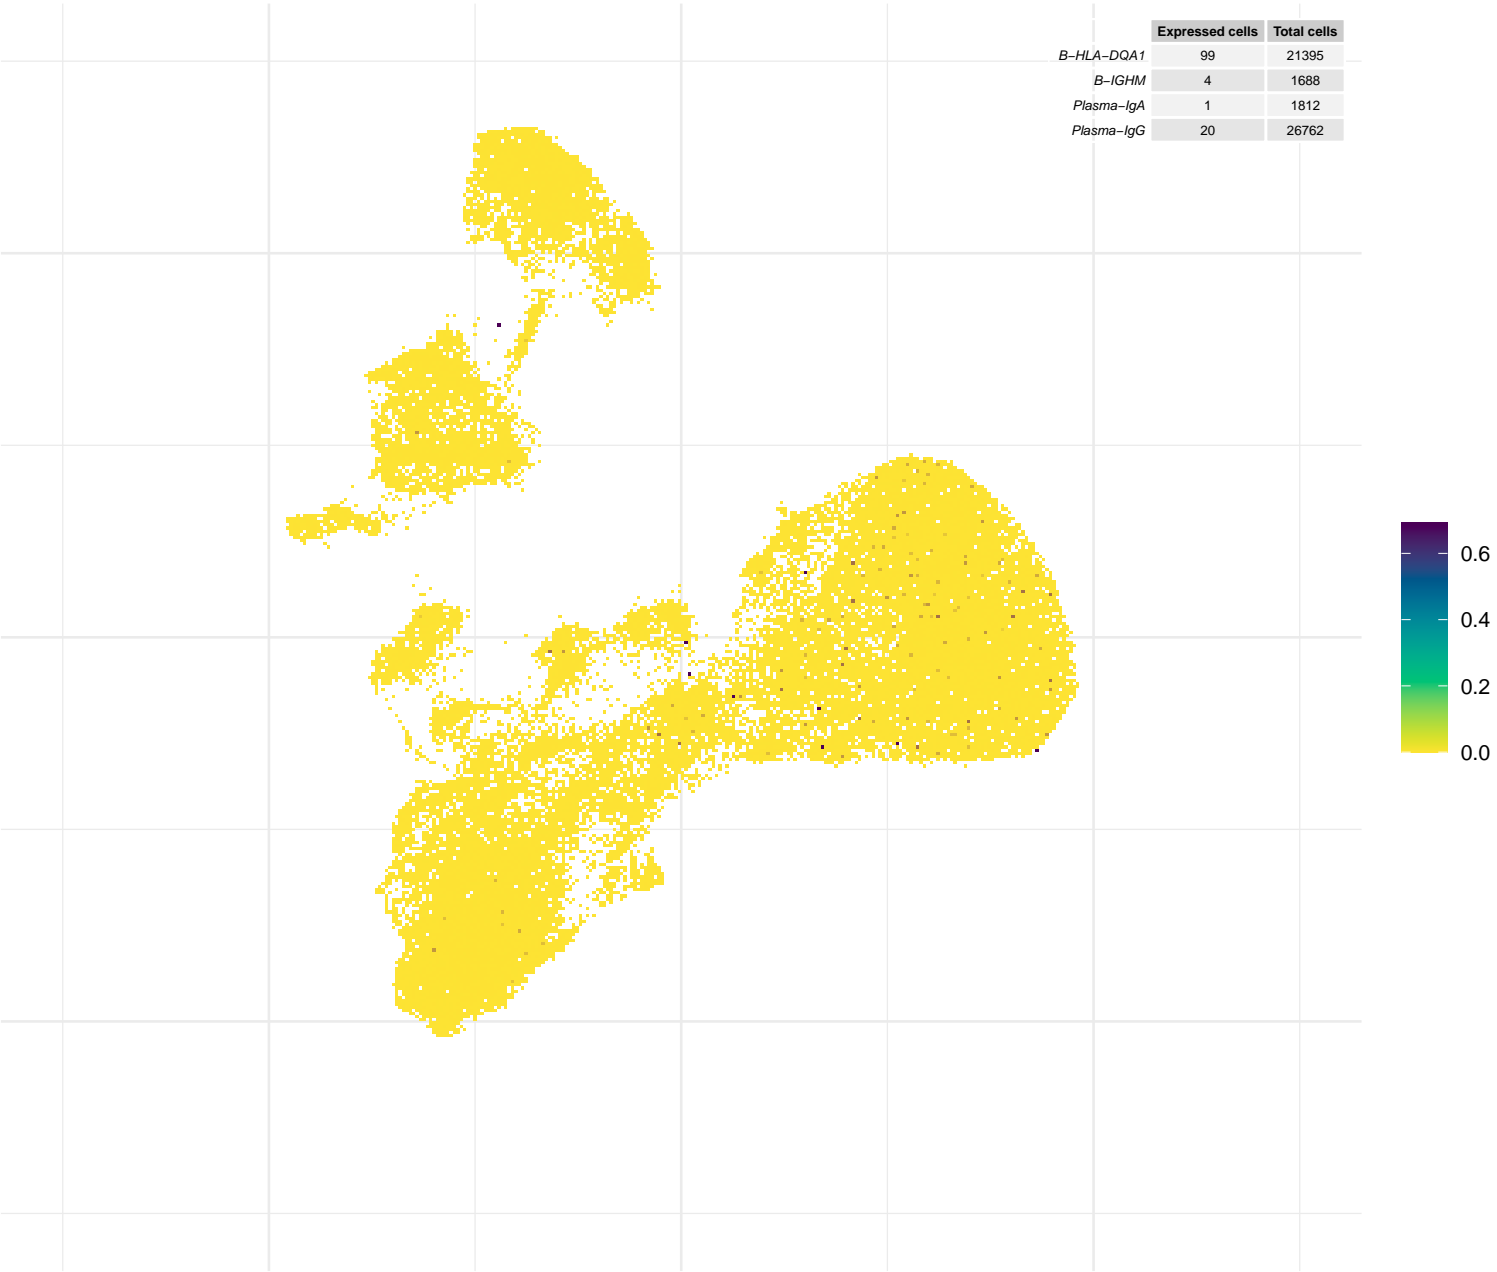 Expressed cells Total cells
B−HLA−DQA1 99 21395
B−IGHM 4 1688
Plasma−IgA 1 1812
Plasma−IgG 20 26762
0.6
0.4
0.2
0.0